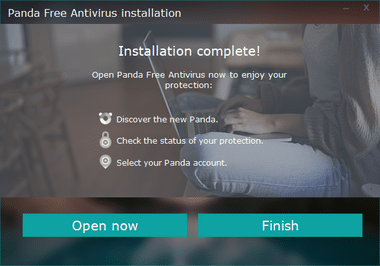 Panda Free Antivirus installation
Installation complete!
Open Panda Free Antivirus now to enjoy your
protection:
Discover the new Panda.
Check the status of your protection.
Select your Panda account.
Open now
Finish